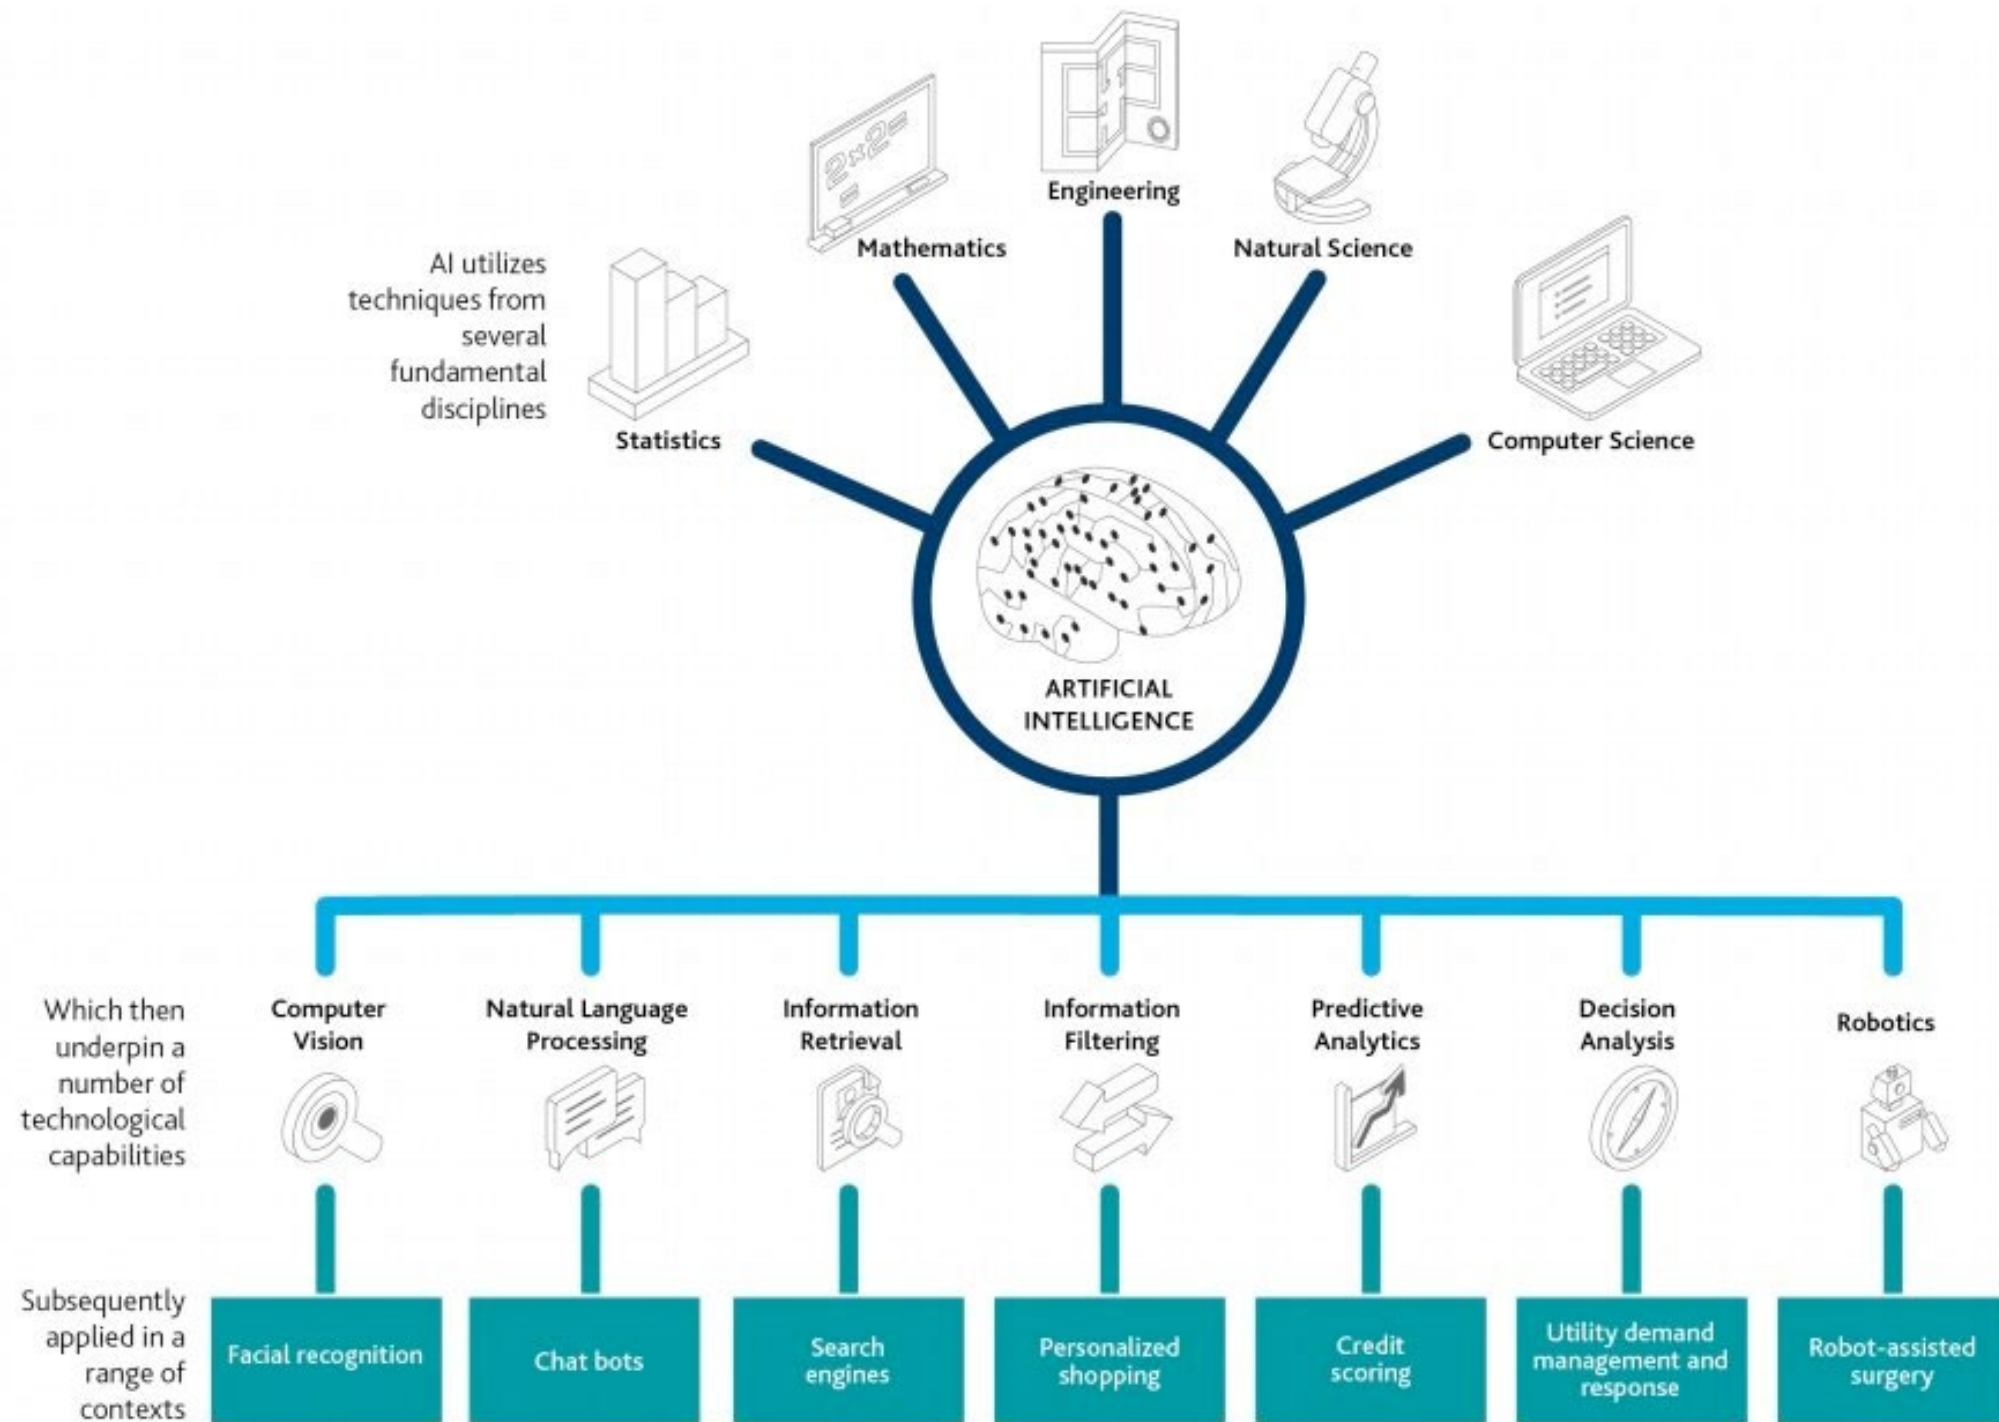 Engineering
Mathematics
Natural Science
AI utilizes
techniques from
several
fundamental
disciplines
2×2=
=
Statistics
Computer Science
ARTIFICIAL
INTELLIGENCE
Which then
underpin a
number of
technological
capabilities
Computer
Vision
Natural Language
Processing
Information
Retrieval
Information
Filtering
Predictive
Analytics
Decision
Analysis
Robotics
Subsequently
applied in a
range of
contexts
Facial recognition
Chat bots
Search
engines
Personalized
shopping
Credit
scoring
Utility demand
management and
response
Robot-assisted
surgery